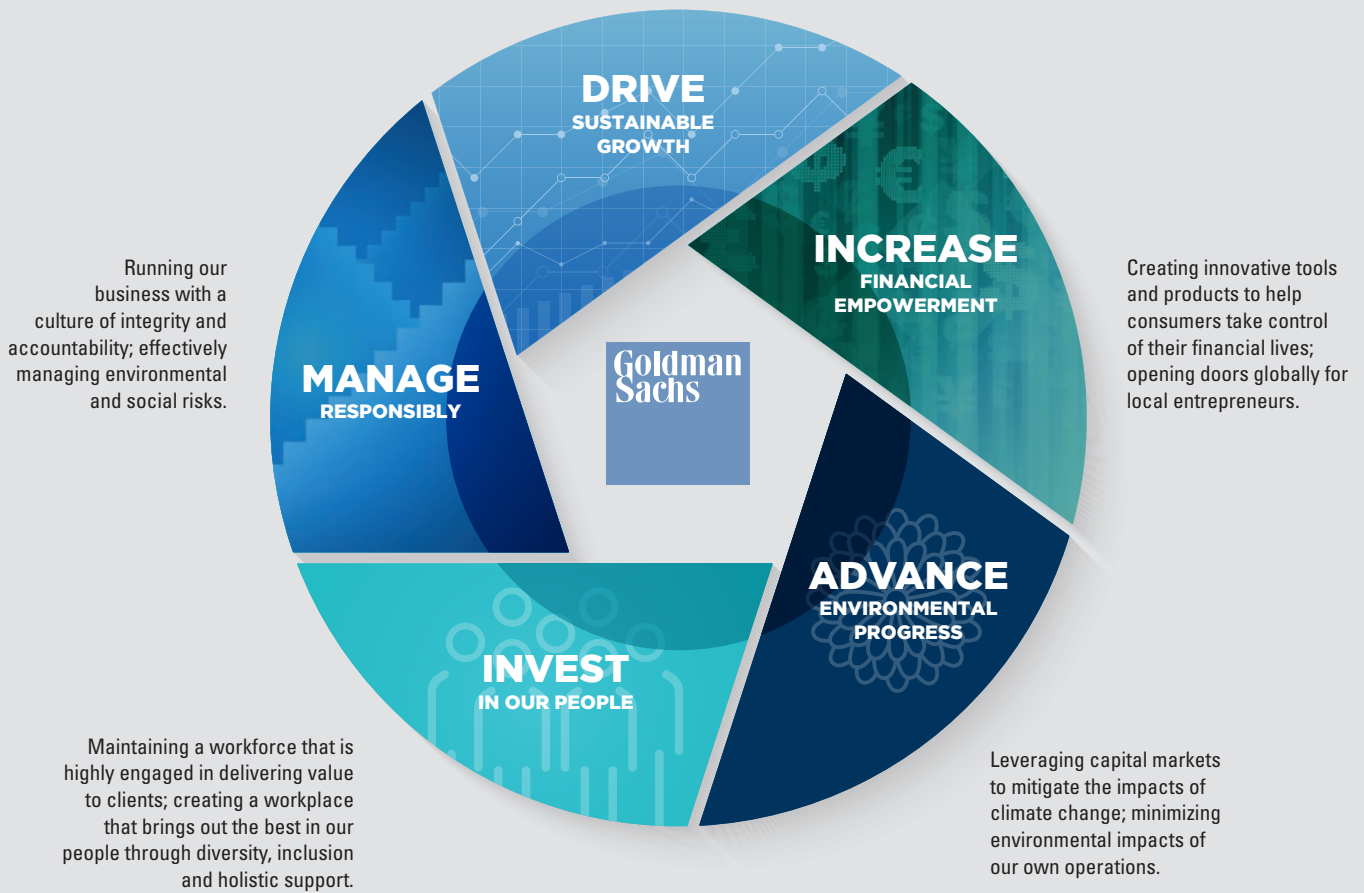 DRIVE
SUSTAINABLE
GROWTH
INCREASE
FINANCIAL
EMPOWERMENT
Creating innovative tools
and products to help
consumers take control
of their financial lives;
opening doors globally for
local entrepreneurs.
Running our
business with a
culture of integrity and
accountability; effectively
managing environmental
and social risks.
MANAGE
RESPONSIBLY
Goldman
Sachs
ADVANCE
ENVIRONMENTAL
PROGRESS
INVEST
IN OUR PEOPLE
Maintaining a workforce that is
highly engaged in delivering value
to clients; creating a workplace
that brings out the best in our
people through diversity, inclusion
and holistic support.
Leveraging capital markets
to mitigate the impacts of
climate change; minimizing
environmental impacts of
our own operations.